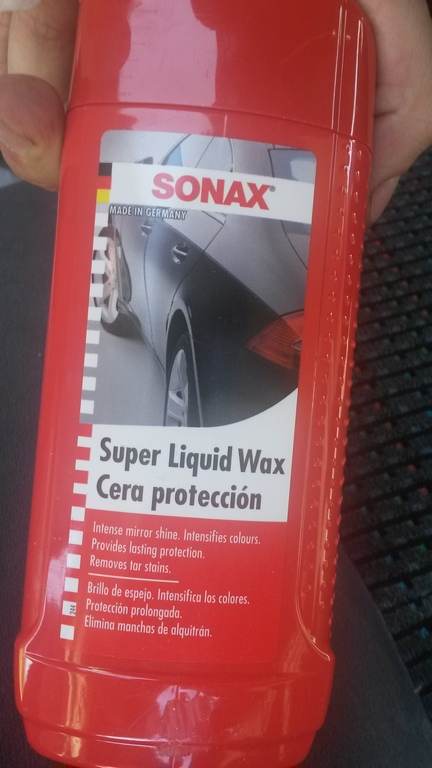 SONAX®
MADE IN GERMANY
Super Liquid Wax
Cera protección
Intense mirror shine. Intensifies colours.
Provides lasting protection.
Removes tar stains.
Brillo de espejo. Intensifica los colores.
Protección prolongada.
Elimina manchas de alquitrán.
244